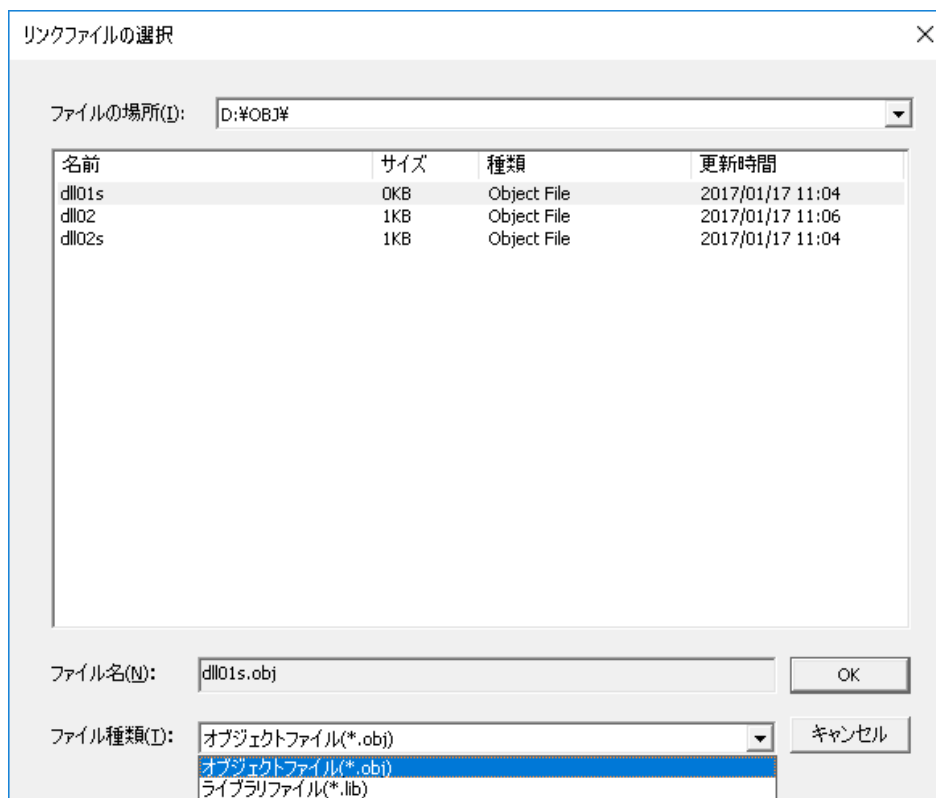 リンクファイルの選択
ファイルの場所(I): D:¥OBJ¥
名前 サイズ 種類 更新時間
dll01s 0KB Object File 2017/01/17 11:04
dll02 1KB Object File 2017/01/17 11:06
dll02s 1KB Object File 2017/01/17 11:04
ファイル名(N): dll01s.obj OK
ファイル種類(T): オブジェクトファイル(*.obj) キャンセル
オブジェクトファイル(*.obj)
ライブラリファイル(*.lib)